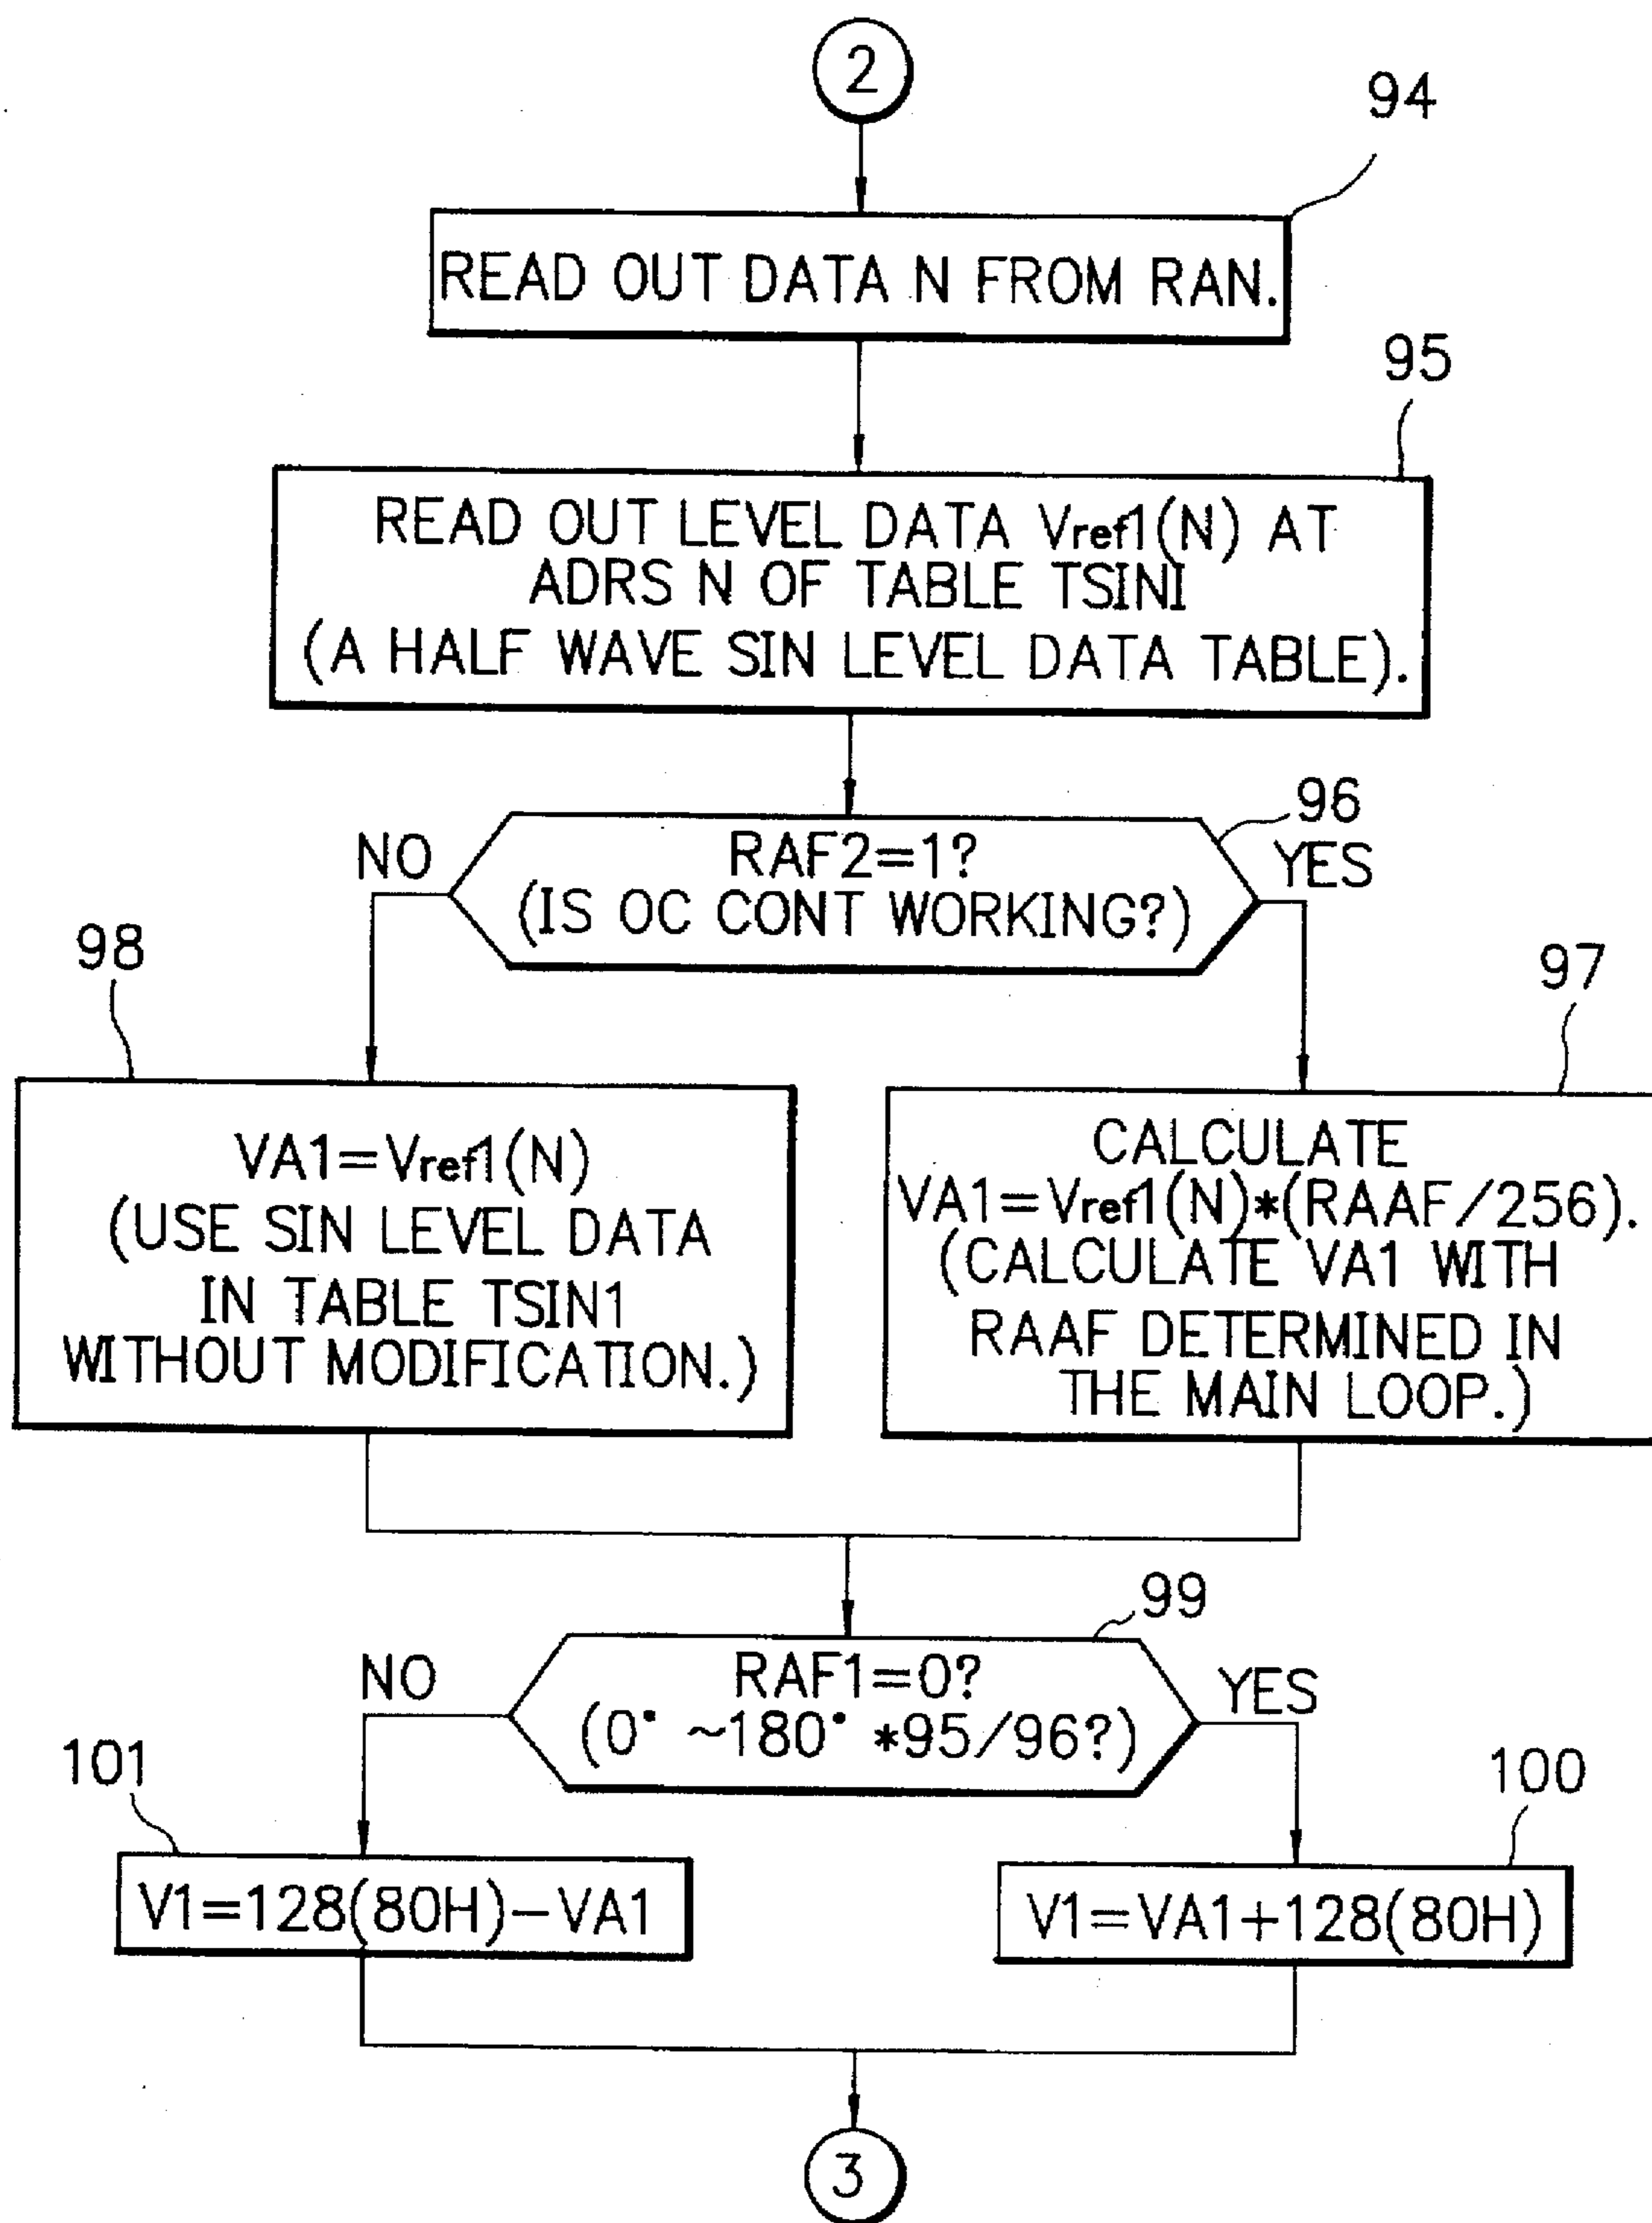 2
94
READ OUT DATA N FROM RAN.
95
READ OUT LEVEL DATA Vref1(N) AT
ADRS N OF TABLE TSINI
(A HALF WAVE SIN LEVEL DATA TABLE).
96
NO
RAF2=1?
YES
(IS OC CONT WORKING?)
98
97
VA1=Vref1(N)
(USE SIN LEVEL DATA
IN TABLE TSIN1
WITHOUT MODIFICATION.)
CALCULATE
VA1=Vref1(N)*(RAAF/256).
(CALCULATE VA1 WITH
RAAF DETERMINED IN
THE MAIN LOOP.)
99
NO
RAF1=0?
YES
(0° ~180° *95/96?)
101
100
V1=128(80H)-VA1
V1=VA1+128(80H)
3